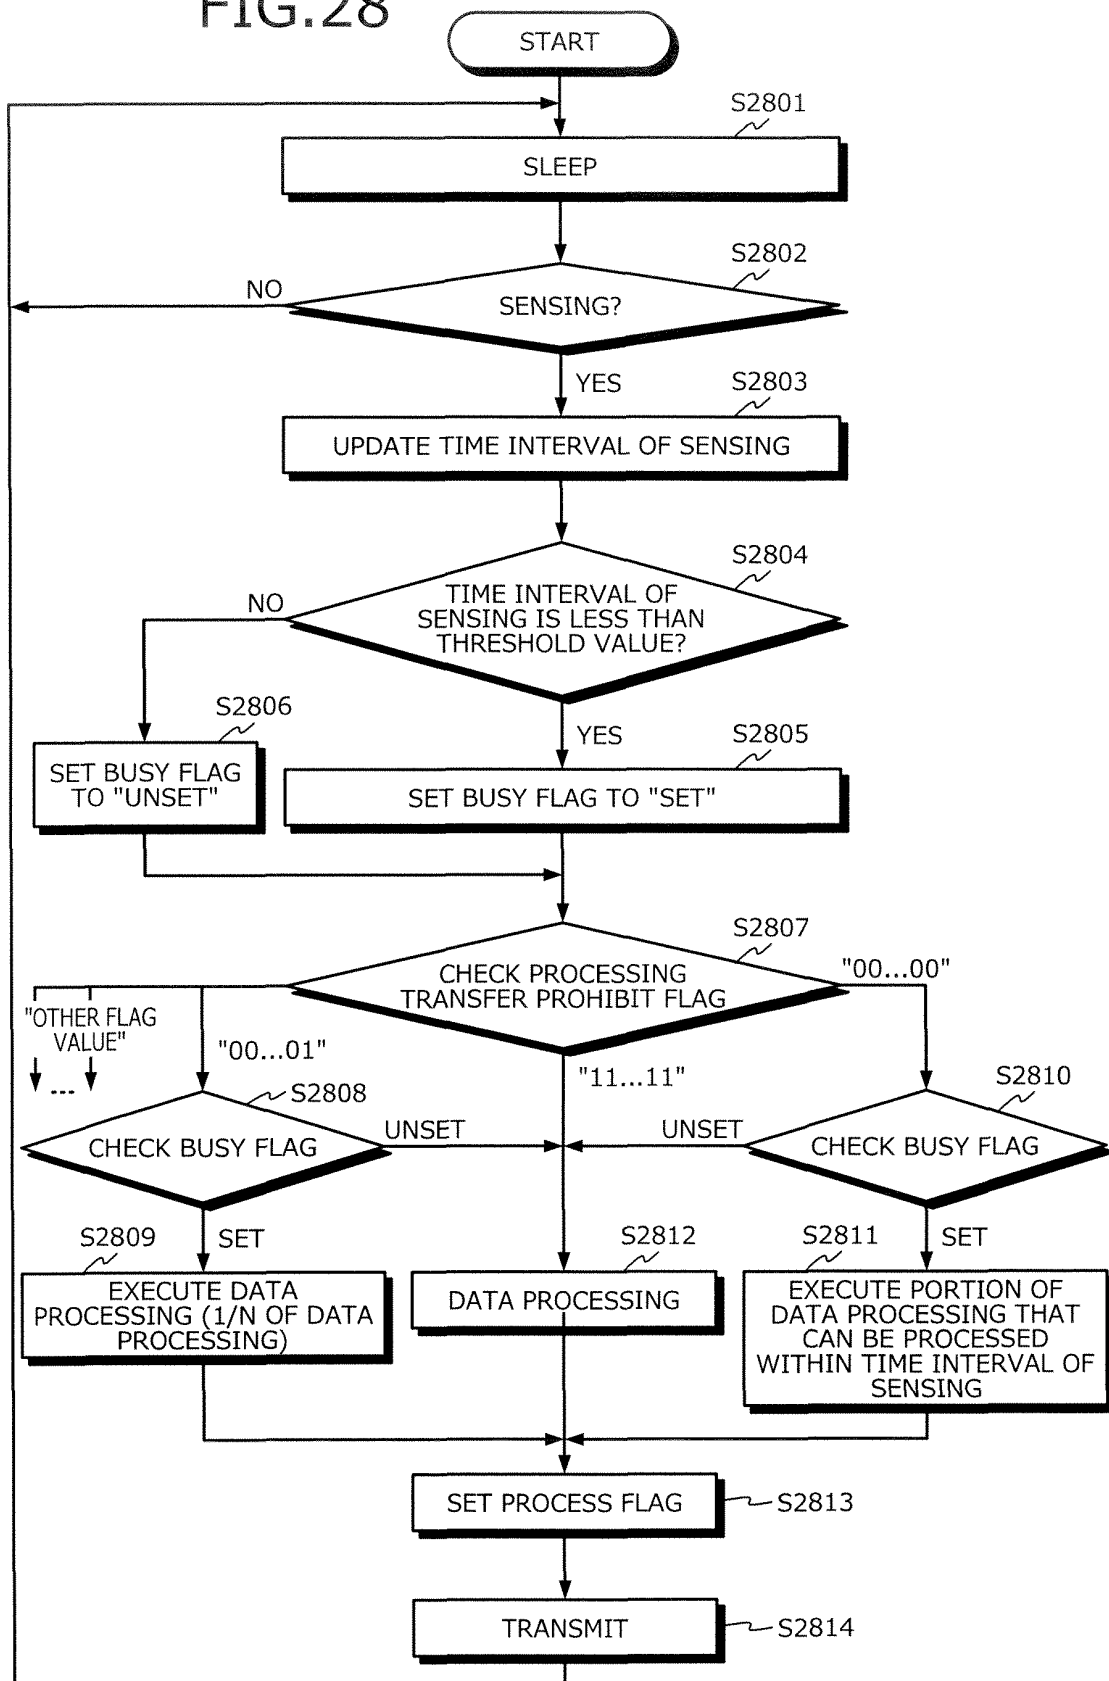 FIG.28
START
S2801
SLEEP
S2802
NO
SENSING?
YES
S2803
UPDATE TIME INTERVAL OF SENSING
S2804
NO
TIME INTERVAL OF
SENSING IS LESS THAN
THRESHOLD VALUE?
S2806
YES
S2805
SET BUSY FLAG
TO "UNSET"
SET BUSY FLAG TO "SET"
S2807
CHECK PROCESSING
TRANSFER PROHIBIT FLAG
"00...00"
"OTHER FLAG
VALUE"
...
"00...01"
"11...11"
S2808
S2810
CHECK BUSY FLAG
UNSET
UNSET
CHECK BUSY FLAG
S2809
SET
S2812
S2811
SET
EXECUTE DATA
PROCESSING (1/N OF DATA
PROCESSING)
DATA PROCESSING
EXECUTE PORTION OF
DATA PROCESSING THAT
CAN BE PROCESSED
WITHIN TIME INTERVAL OF
SENSING
SET PROCESS FLAG
S2813
TRANSMIT
S2814